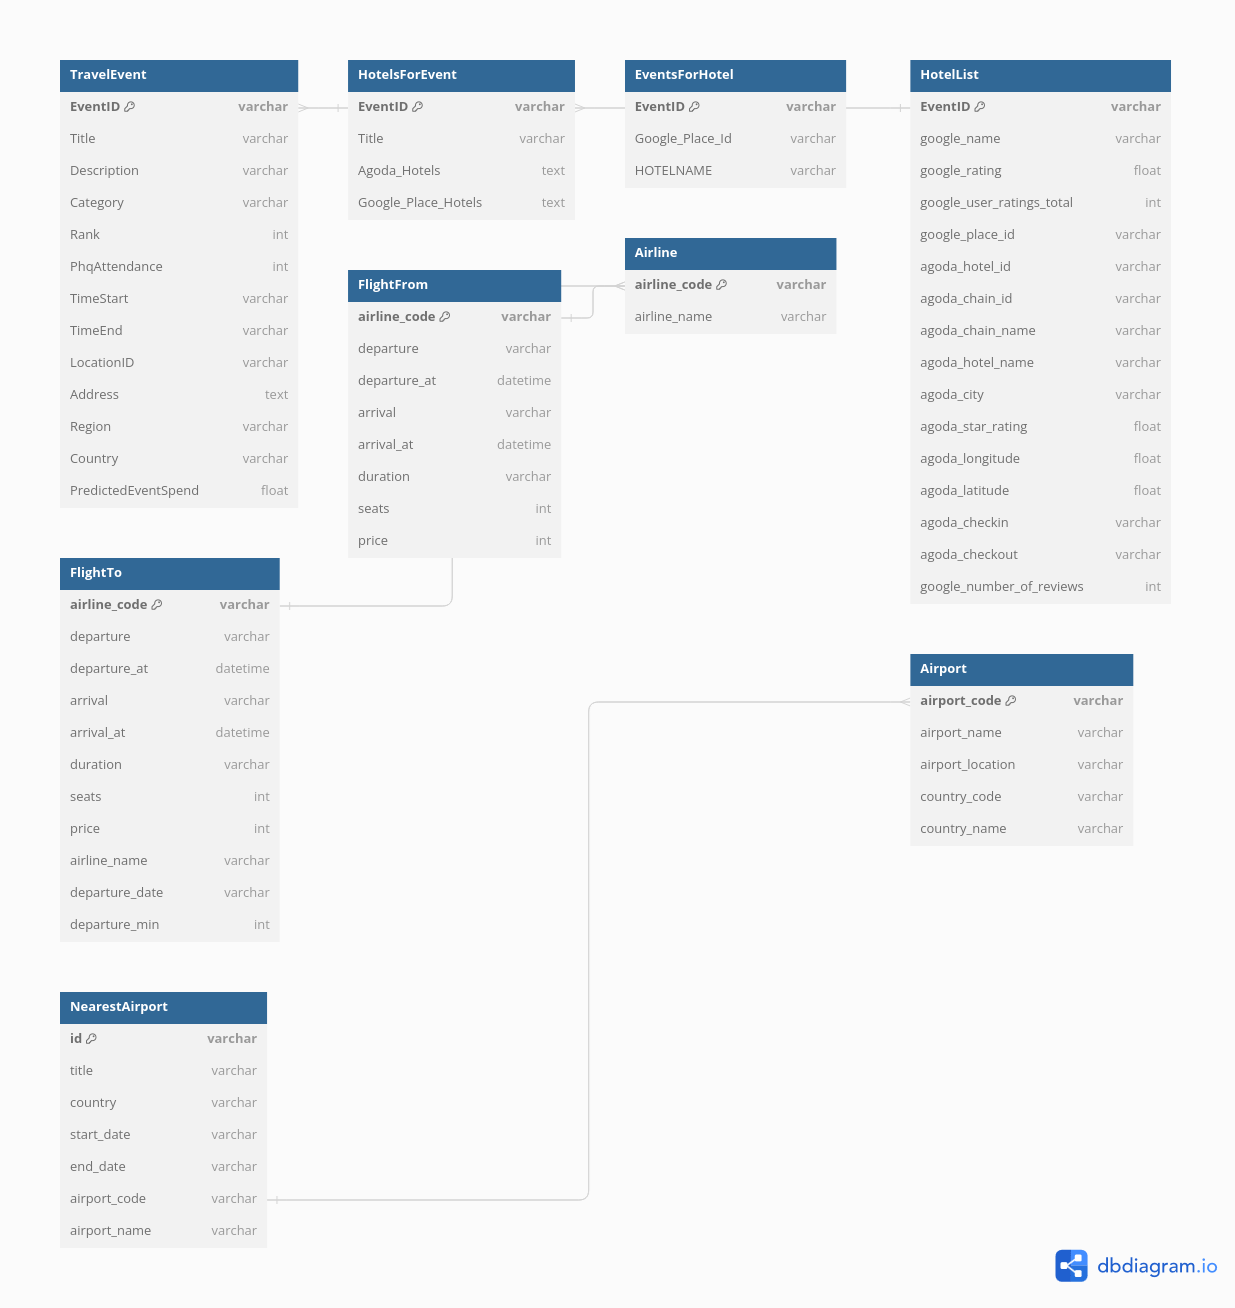 TravelEvent
EventID varchar
Title varchar
Description varchar
Category varchar
Rank int
PhqAttendance int
TimeStart varchar
TimeEnd varchar
LocationID varchar
Address text
Region varchar
Country varchar
PredictedEventSpend float
HotelsForEvent
EventID varchar
Title varchar
Agoda_Hotels text
Google_Place_Hotels text
EventsForHotel
EventID varchar
Google_Place_Id varchar
HOTELNAME varchar
HotelList
EventID varchar
google_name varchar
google_rating float
google_user_ratings_total int
google_place_id varchar
agoda_hotel_id varchar
agoda_chain_id varchar
agoda_chain_name varchar
agoda_hotel_name varchar
agoda_city varchar
agoda_star_rating float
agoda_longitude float
agoda_latitude float
agoda_checkin varchar
agoda_checkout varchar
google_number_of_reviews int
Airline
airline_code varchar
airline_name varchar
FlightFrom
airline_code varchar
departure varchar
departure_at datetime
arrival varchar
arrival_at datetime
duration varchar
seats int
price int
FlightTo
airline_code varchar
departure varchar
departure_at datetime
arrival varchar
arrival_at datetime
duration varchar
seats int
price int
airline_name varchar
departure_date varchar
departure_min int
Airport
airport_code varchar
airport_name varchar
airport_location varchar
country_code varchar
country_name varchar
NearestAirport
id varchar
title varchar
country varchar
start_date varchar
end_date varchar
airport_code varchar
airport_name varchar
dbdiagram.io